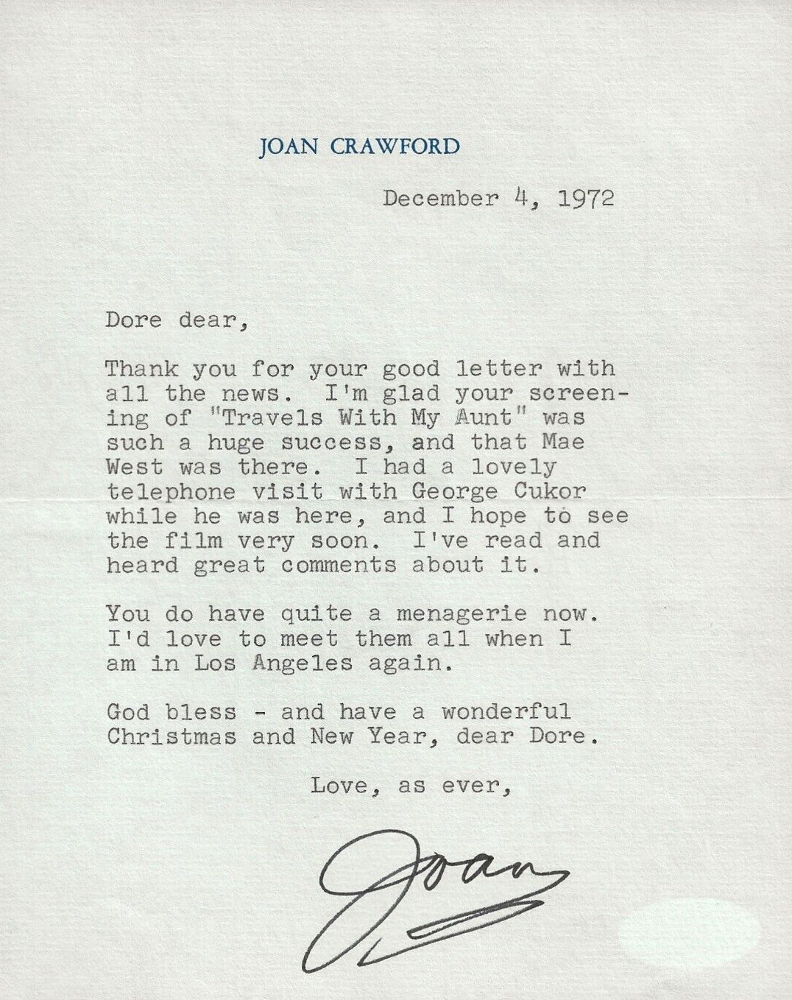 JOAN CRAWFORD
December 4, 1972
Dore dear,
Thank you for your good letter with
all the news.  I'm glad your screen-
ing of "Travels With My Aunt" was
such a huge success, and that Mae
West was there.  I had a lovely
telephone visit with George Cukor
while he was here, and I hope to see
the film very soon.  I've read and
heard great comments about it.
You do have quite a menagerie now.
I'd love to meet them all when I
am in Los Angeles again.
God bless - and have a wonderful
Christmas and New Year, dear Dore.
Love, as ever,
Joan